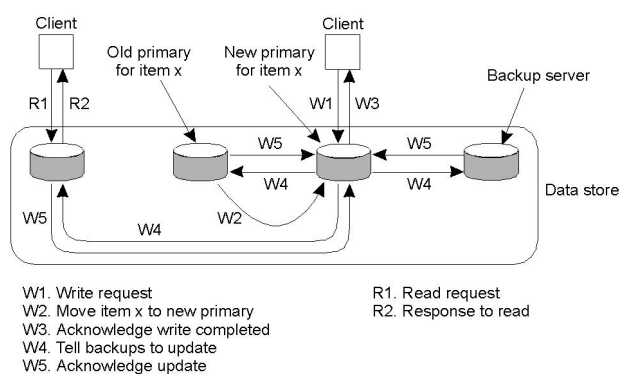 Client
Client
Old primary
for item x
New primary
for item x
Backup server
R1
R2
W1
W3
W5
W5
W4
W4
Data store
W5
W4
W2
W1. Write request
W2. Move item x to new primary
W3. Acknowledge write completed
W4. Tell backups to update
W5. Acknowledge update
R1. Read request
R2. Response to read